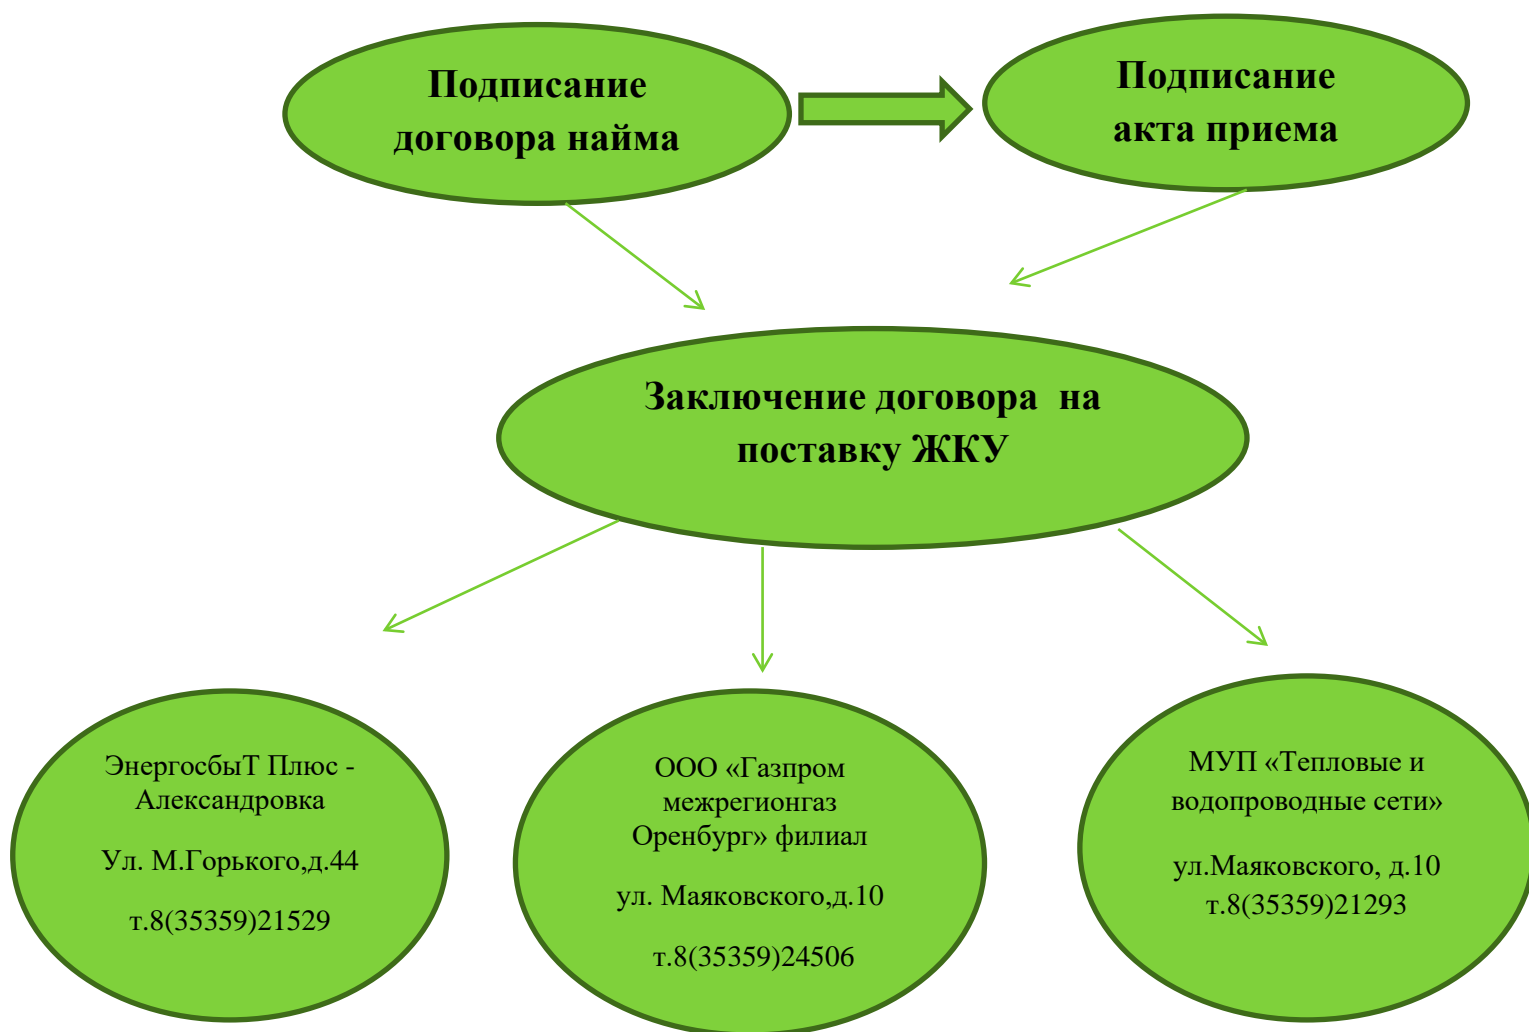 Подписание
договора найма
Подписание
акта приема
Заключение договора  на
поставку ЖКУ
ЭнергосбыТ Плюс -
Александровка
Ул. М.Горького,д.44
т.8(35359)21529
ООО «Газпром
межрегионгаз
Оренбург» филиал
ул. Маяковского,д.10
т.8(35359)24506
МУП «Тепловые и
водопроводные сети»
ул.Маяковского, д.10
т.8(35359)21293